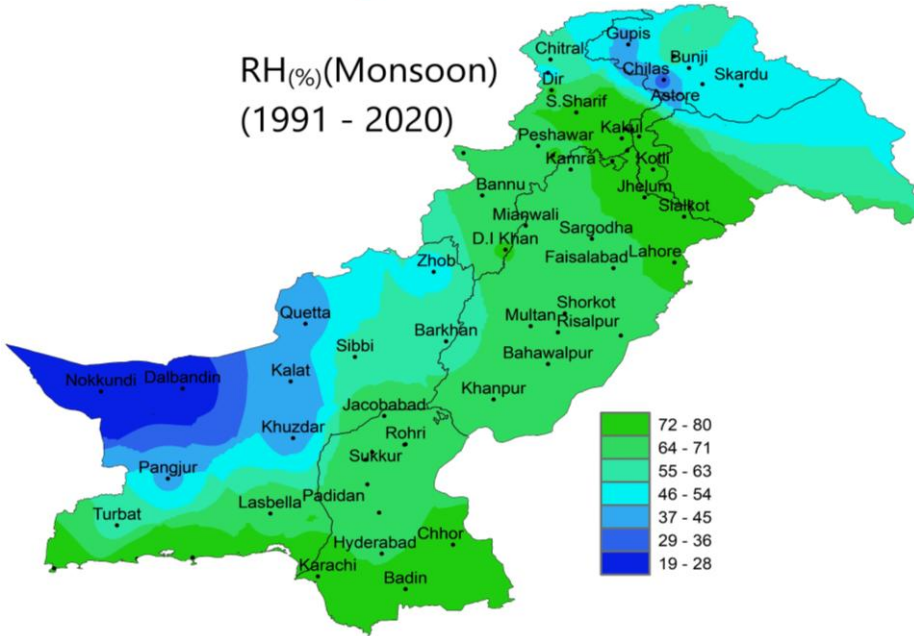 RH(%)(Monsoon)
(1991 - 2020)
Gupis
Chitral
Bunji
Chilas
Skardu
Dir
Astore
S.Sharif
Peshawar
Kakul
Kamra
Kotli
Bannu
Jhelum
Mianwali
Sialkot
D.I Khan
Sargodha
Zhob
Faisalabad
Lahore
Quetta
Shorkot
Multan
Risalpur
Barkhan
Sibbi
Bahawalpur
Nokkundi
Dalbandin
Kalat
Khanpur
Jacobabad
Khuzdar
Rohri
Sukkur
Pangjur
Lasbella
Padidan
Turbat
Hyderabad
Chhor
Karachi
Badin
72 - 80
64 - 71
55 - 63
46 - 54
37 - 45
29 - 36
19 - 28